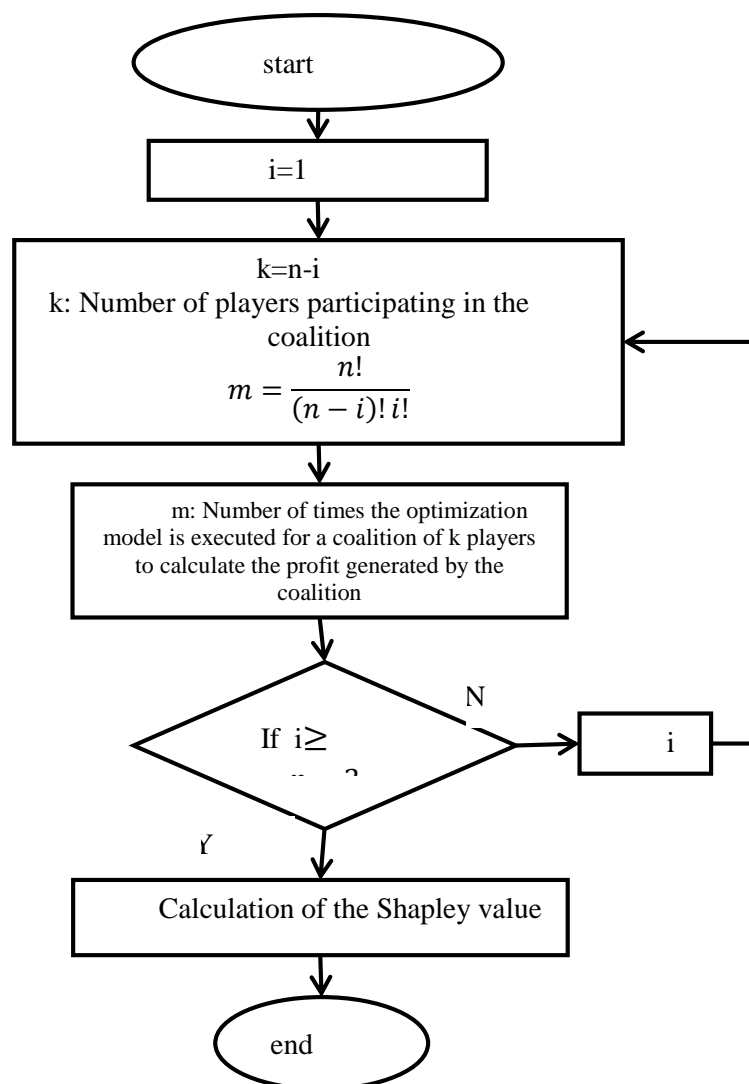 start
i=1
k=n-i
k: Number of players participating in the
coalition
m = n! / (n − i)! i!
m: Number of times the optimization
model is executed for a coalition of k players
to calculate the profit generated by the
coalition
If i≥
N
i
Calculation of the Shapley value
end